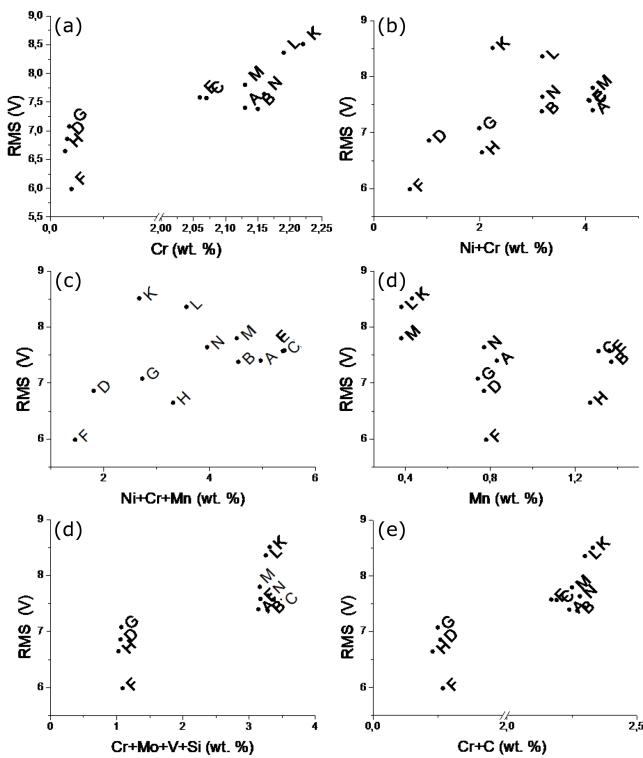 (a)
9,0
8,5
8,0
7,5
7,0
6,5
6,0
5,5
RMS (V)
K
L
M
N
E
C
A
B
G
D
H
F
0,0
2,00
2,00
2,05
2,10
2,15
2,20
2,25
Cr (wt. %)
(b)
9
8
7
6
RMS (V)
K
L
M
N
E
B
A
G
D
H
F
0
2
4
Ni+Cr (wt. %)
(c)
9
8
7
6
5
RMS (V)
K
L
M
N
E
C
B
A
G
D
H
F
2
4
6
Ni+Cr+Mn (wt. %)
(d)
9
8
7
6
RMS (V)
K
L
M
N
A
C
E
B
G
D
H
F
0,4
0,8
1,2
Mn (wt. %)
(d)
9
8
7
6
RMS (V)
K
L
M
N
E
C
A
B
G
D
H
F
0
1
2
3
4
Cr+Mo+V+Si (wt. %)
(e)
9
8
7
6
RMS (V)
K
L
M
N
E
C
A
B
G
D
H
F
0,0
2,0
2,0
2,5
Cr+C (wt. %)